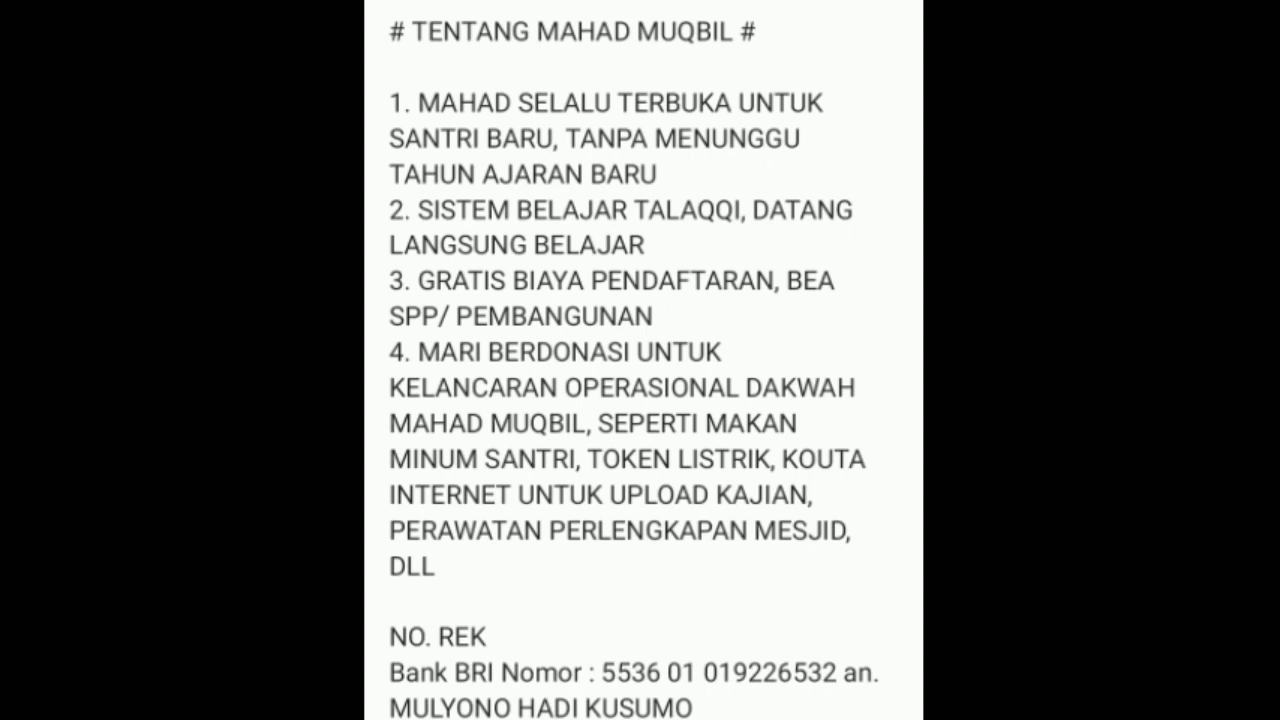 # TENTANG MAHAD MUQBIL #
1. MAHAD SELALU TERBUKA UNTUK
SANTRI BARU, TANPA MENUNGGU
TAHUN AJARAN BARU
2. SISTEM BELAJAR TALAQQI, DATANG
LANGSUNG BELAJAR
3. GRATIS BIAYA PENDAFTARAN, BEA
SPP/ PEMBANGUNAN
4. MARI BERDONASI UNTUK
KELANCARAN OPERASIONAL DAKWAH
MAHAD MUQBIL, SEPERTI MAKAN
MINUM SANTRI, TOKEN LISTRIK, KOUTA
INTERNET UNTUK UPLOAD KAJIAN,
PERAWATAN PERLENGKAPAN MESJID,
DLL
NO. REK
Bank BRI Nomor : 5536 01 019226532 an.
MULYONO HADI KUSUMO